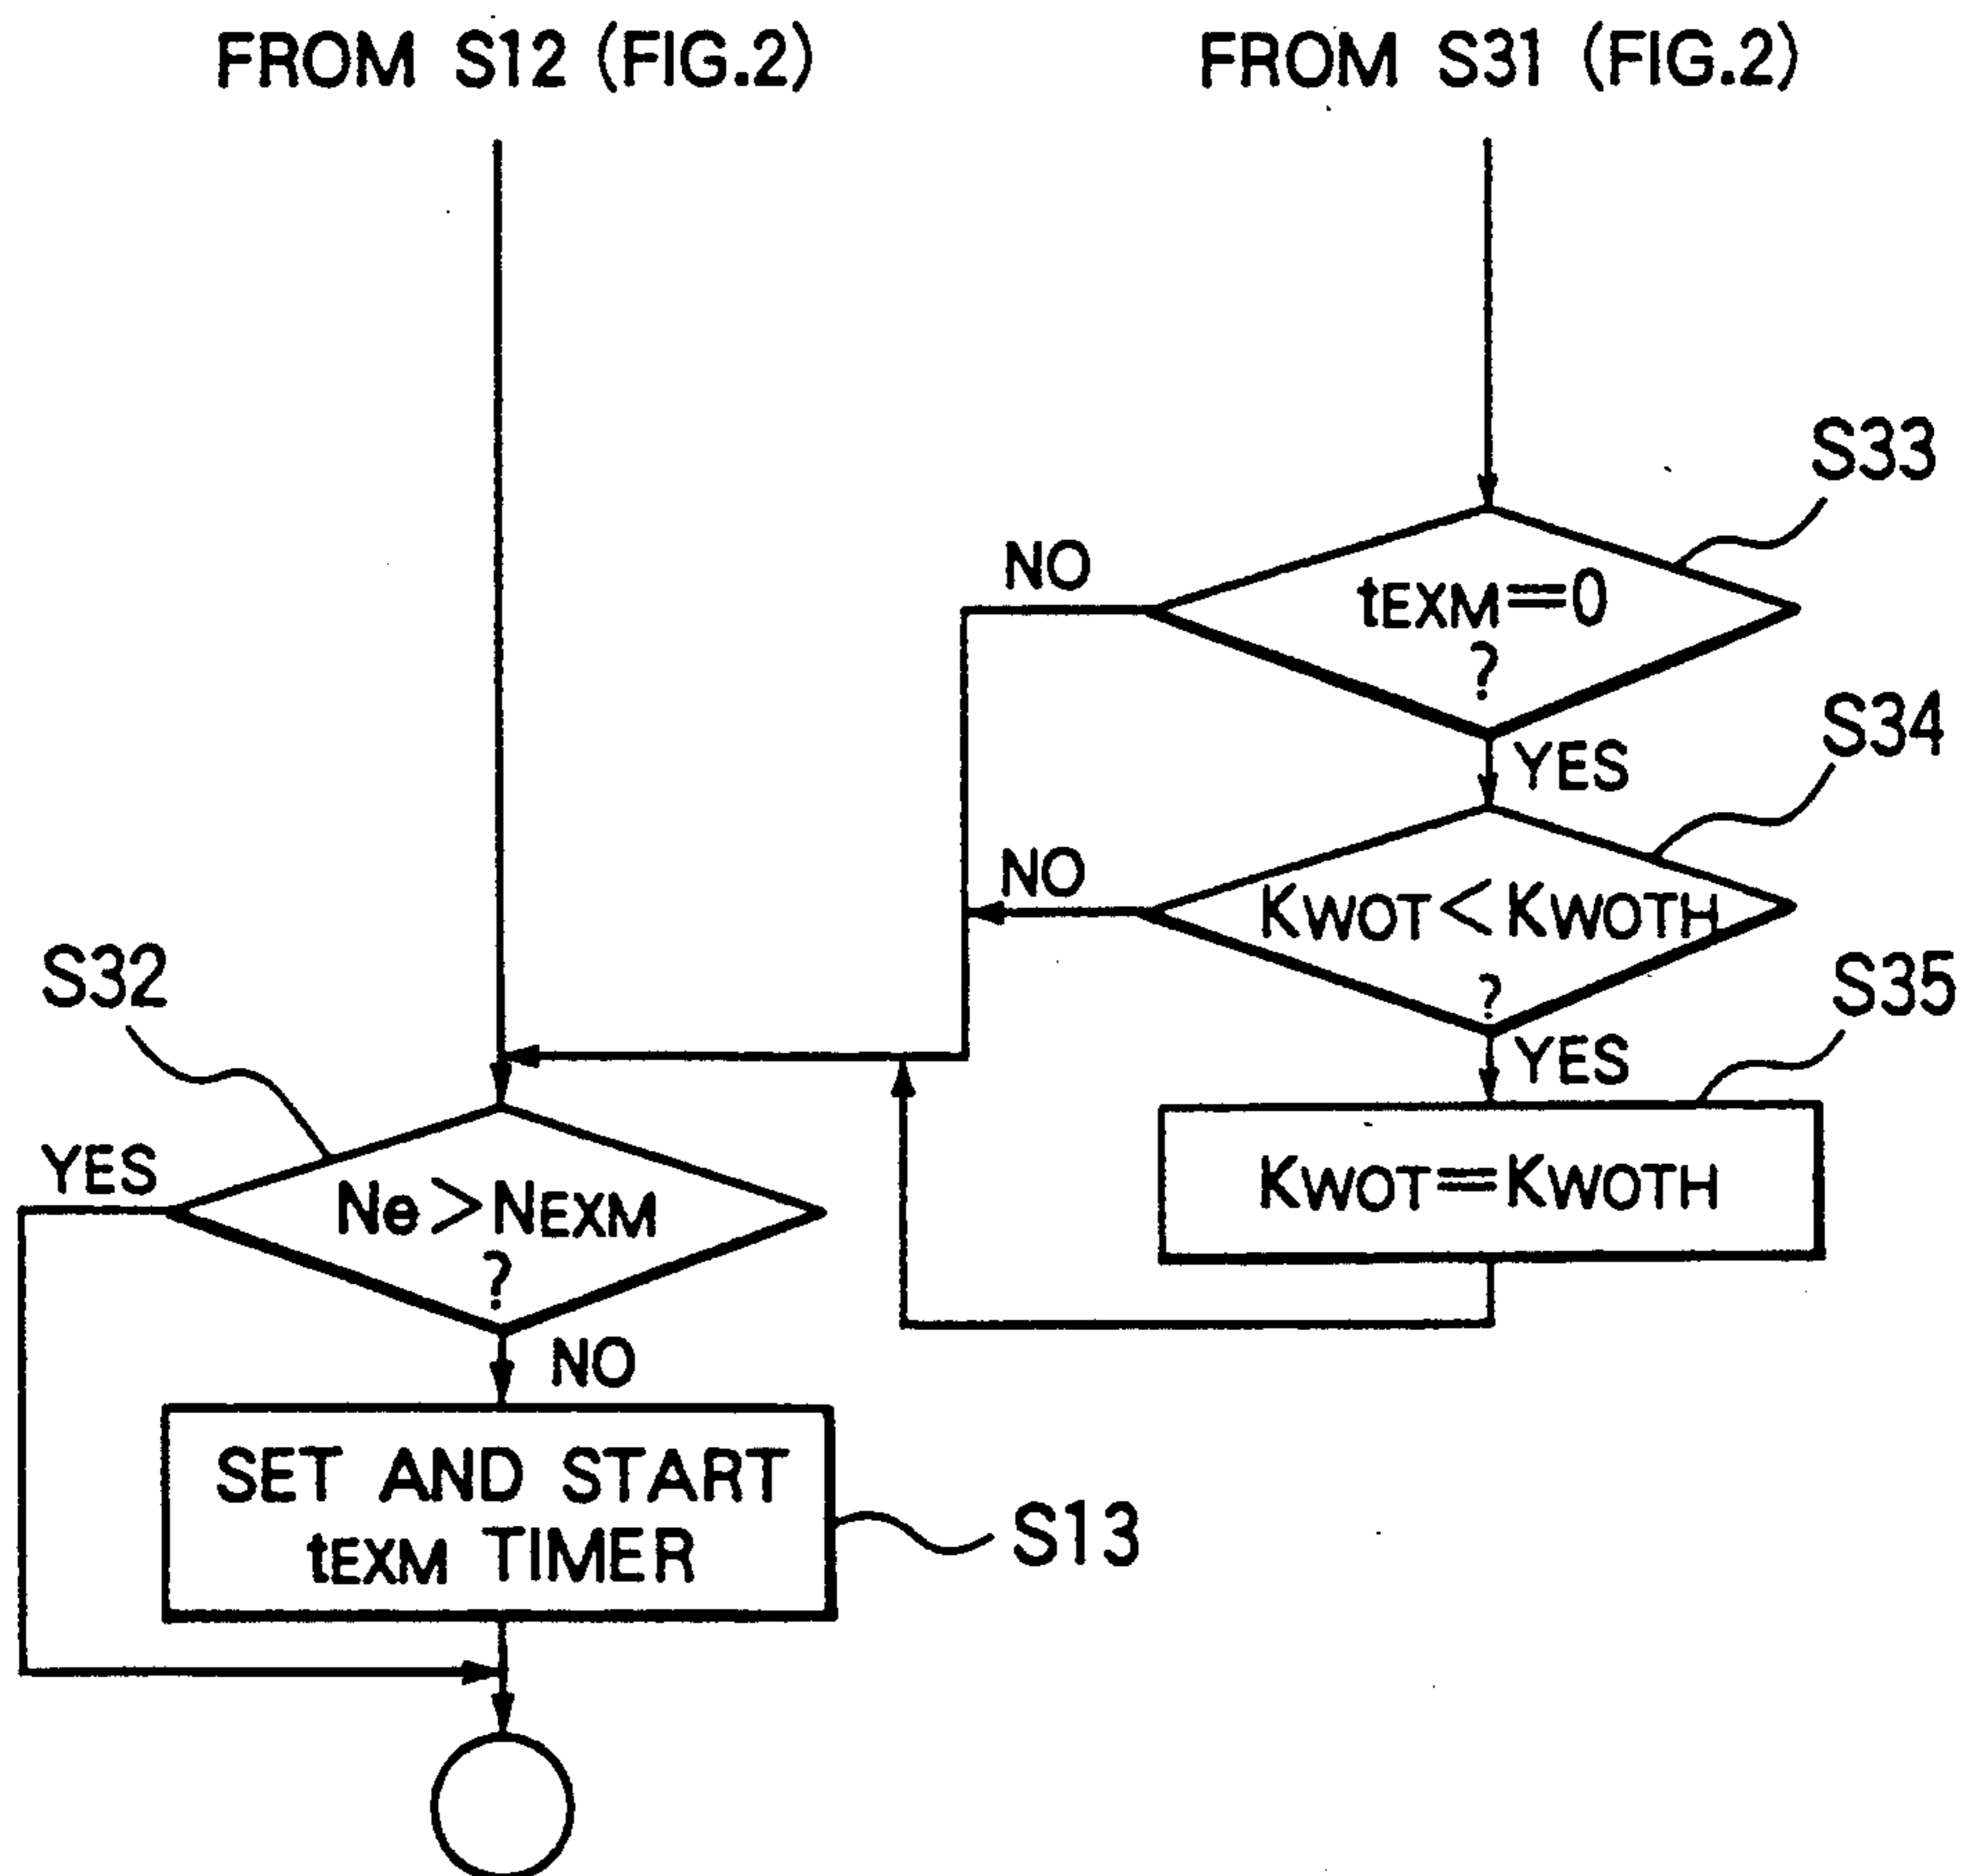 FROM S12 (FIG.2)
FROM S31 (FIG.2)
S33
NO
tEXM=0
?
YES
S34
NO
KWOT<KWOTH
?
YES
S35
KWOT=KWOTH
S32
YES
Ne>NEXM
?
NO
SET AND START
tEXM TIMER
S13